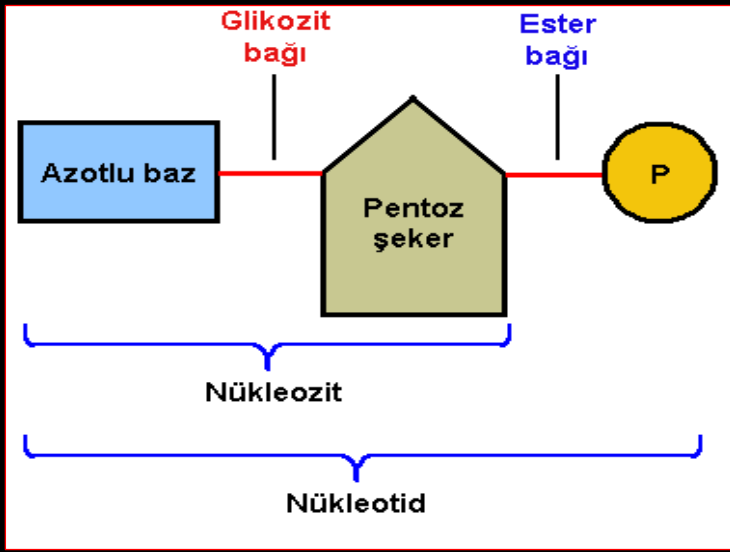 Glikozit
bağı
Ester
bağı
Azotlu baz
Pentoz
şeker
P
Nükleozit
Nükleotid